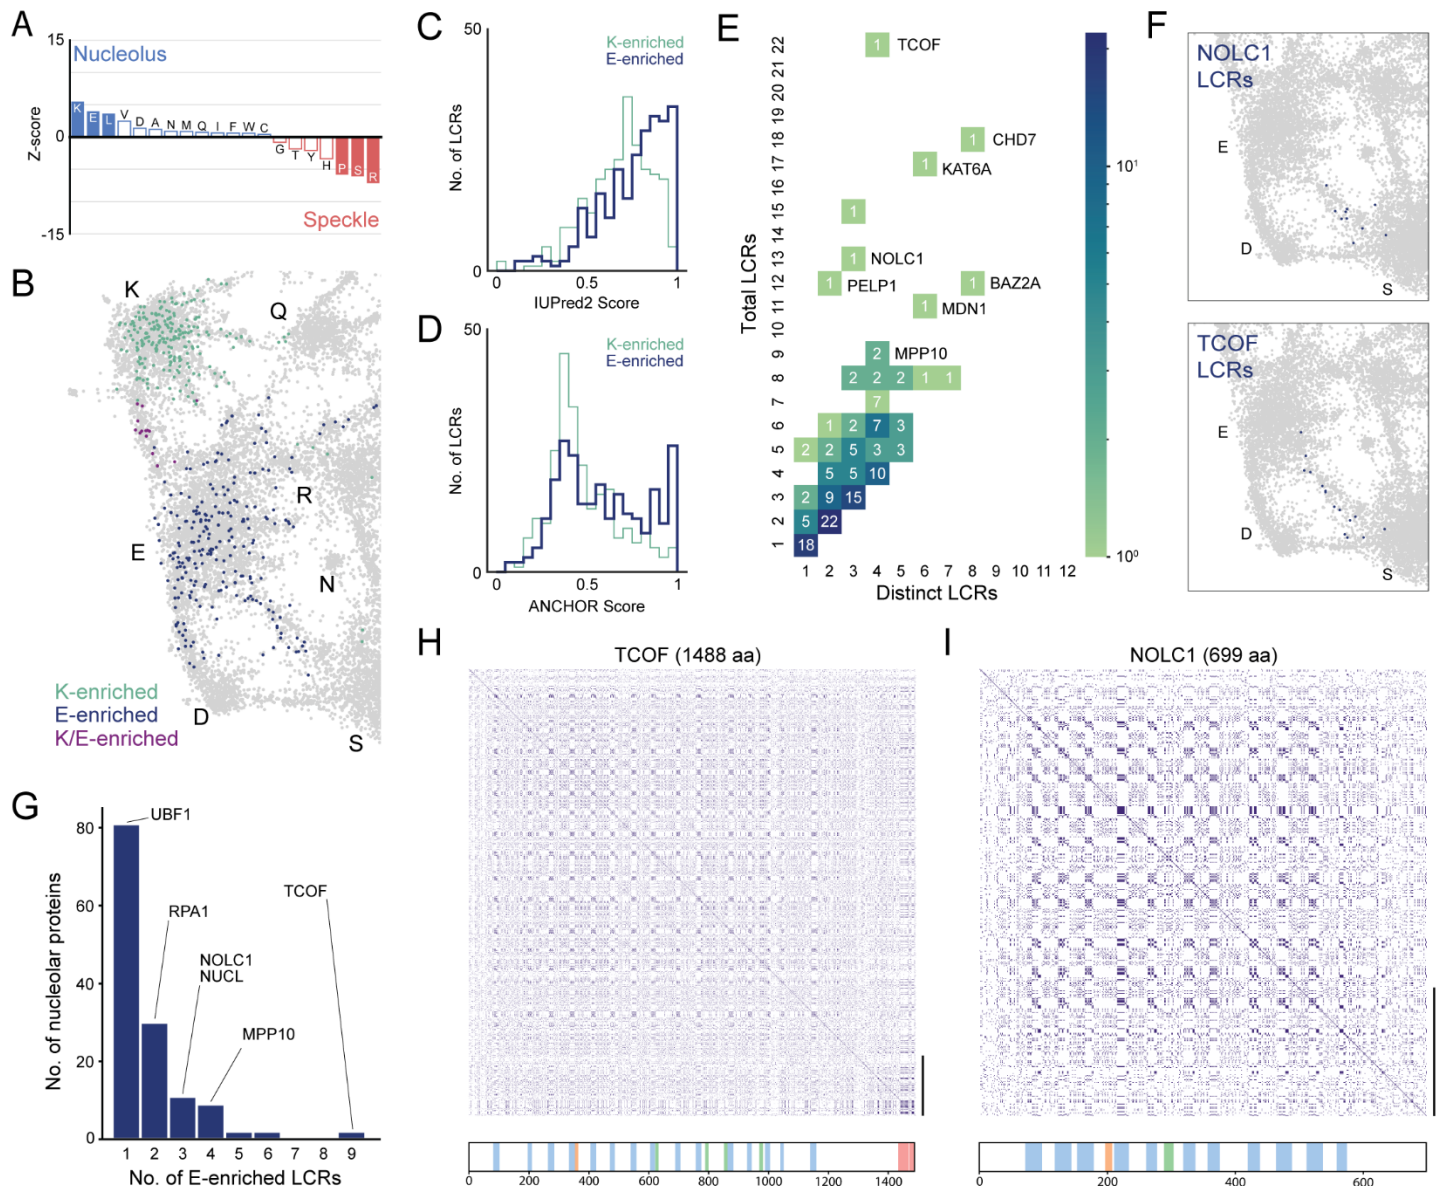 A
15
Nucleolus
Z-score
0
K E L V D A N M Q I F W C
G T Y H P S R
Speckle
-15
B
K
Q
R
E
N
D
S
K-enriched
E-enriched
K/E-enriched
C
50
K-enriched
E-enriched
No. of LCRs
0
0 0.5 1
IUPred2 Score
D
50
K-enriched
E-enriched
No. of LCRs
0
0 0.5 1
ANCHOR Score
E
Total LCRs
22 1 TCOF
21
20
19
18 1 CHD7
17 1 KAT6A
16
15 1
14
13 1 NOLC1
12 1 PELP1 1 BAZ2A
11 1 MDN1
10
9 2 MPP10
8 2 2 2 1 1
7 7
6 1 2 7 3
5 2 2 5 3 3
4 5 5 10
3 2 9 15
2 5 22
1 18
1 2 3 4 5 6 7 8 9 10 11 12
Distinct LCRs
10¹
10⁰
F
NOLC1
LCRs
E
D
S
TCOF
LCRs
E
D
S
G
No. of nucleolar proteins
80
60
40
20
0
UBF1
RPA1
NOLC1
NUCL
MPP10
TCOF
1 2 3 4 5 6 7 8 9
No. of E-enriched LCRs
H
TCOF (1488 aa)
0 200 400 600 800 1000 1200 1400
I
NOLC1 (699 aa)
0 200 400 600